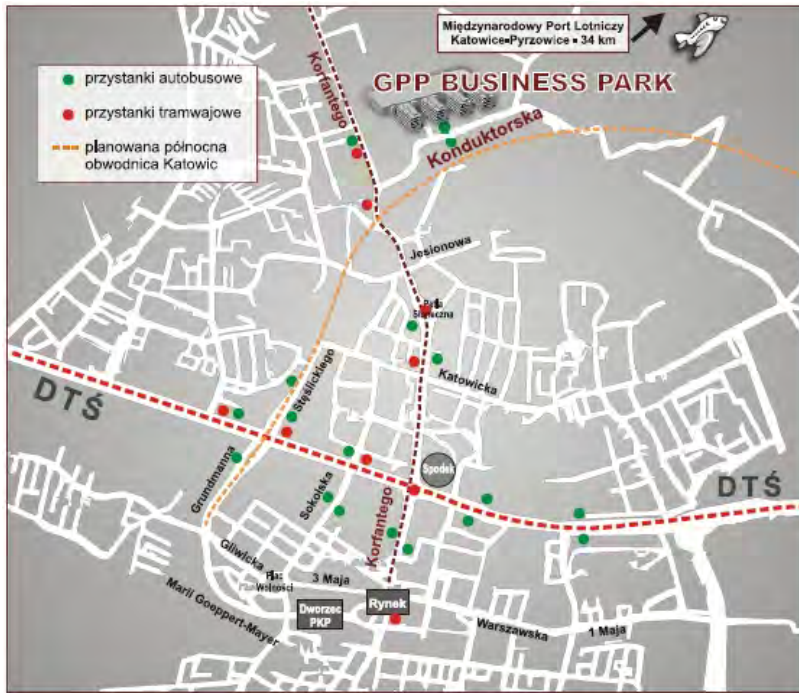 Międzynarodowy Port Lotniczy
Katowice-Pyrzowice - 34 km
GPP BUSINESS PARK
przystanki autobusowe
przystanki tramwajowe
planowana północna
obwodnica Katowic
Korfantego
Konduktorska
Jesionowa
Słoneczna
Katowicka
DTŚ
Stęślickiego
Grundmanna
Sokolska
Spodek
DTŚ
Korfantego
Gliwicka
Plac
Wolności
3 Maja
Marii Goeppert-Mayer
Dworzec
PKP
Rynek
Warszawska
1 Maja